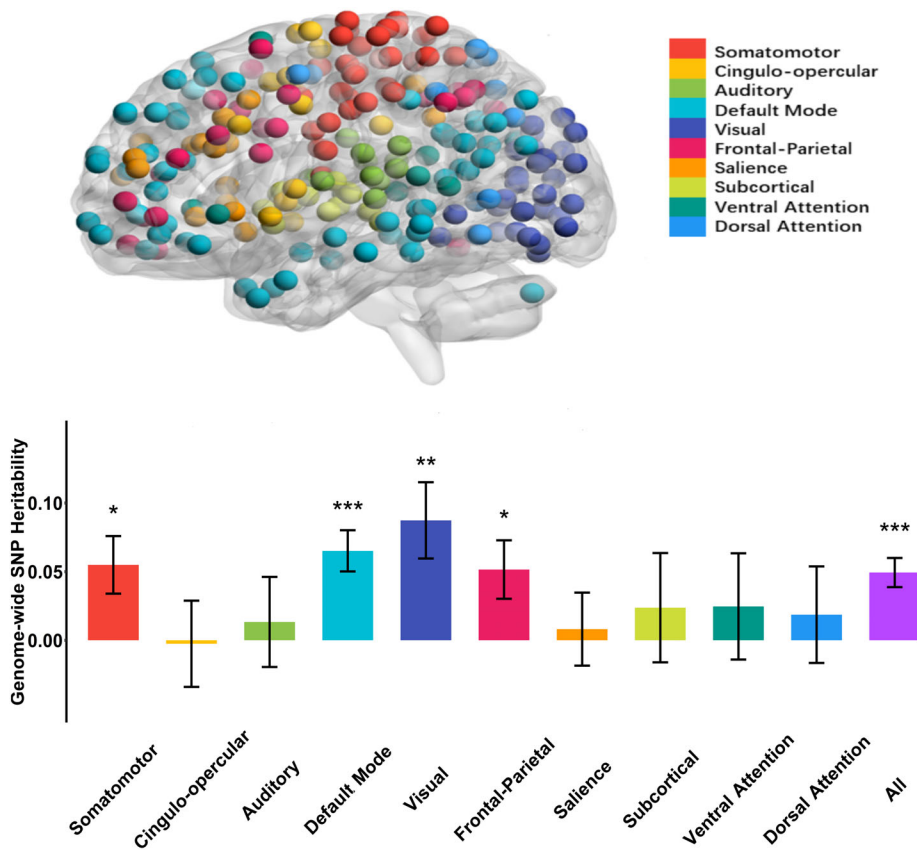 Somatomotor
Cingulo-opercular
Auditory
Default Mode
Visual
Frontal-Parietal
Salience
Subcortical
Ventral Attention
Dorsal Attention
Genome-wide SNP Heritability
0.10
0.05
0.00
*
***
**
*
***
Somatomotor
Cingulo-opercular
Auditory
Default Mode
Visual
Frontal-Parietal
Salience
Subcortical
Ventral Attention
Dorsal Attention
All